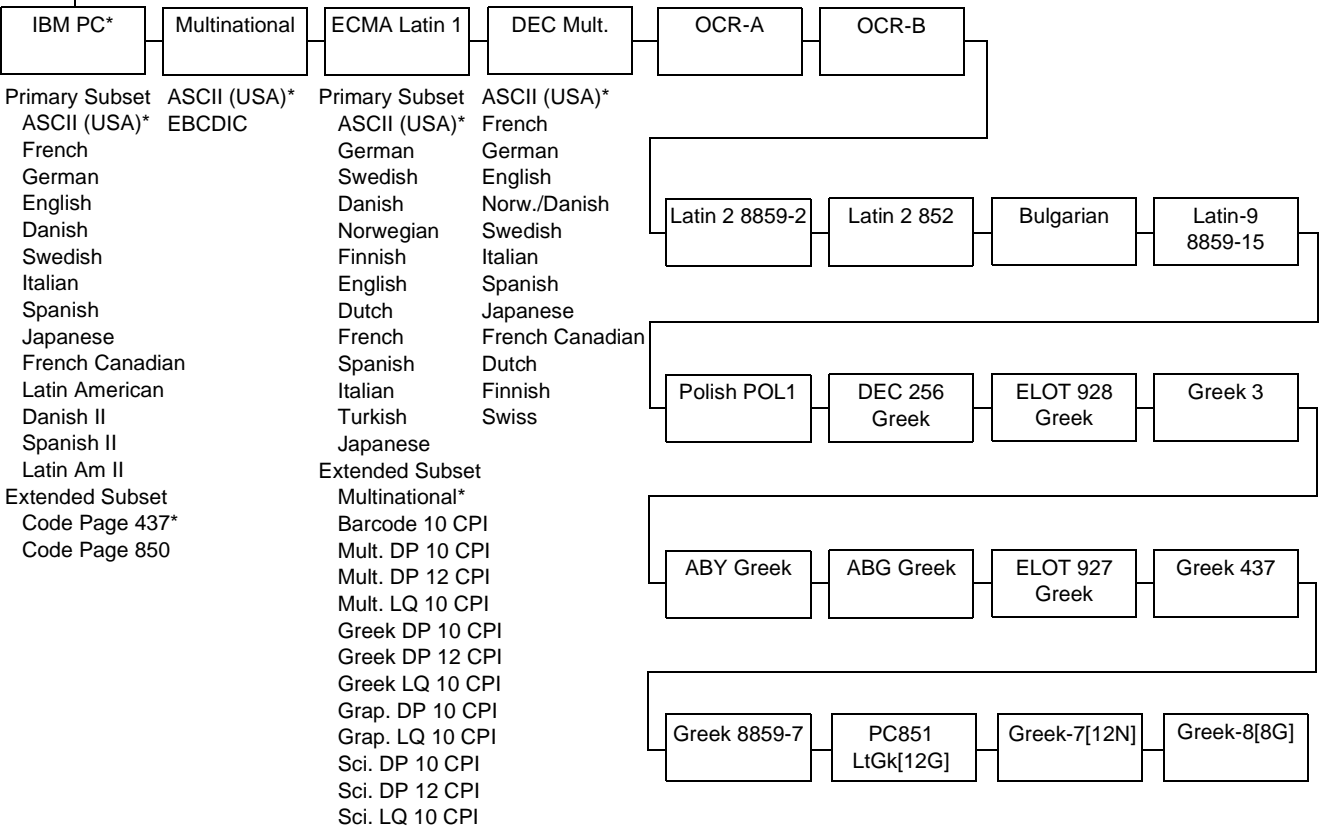 IBM PC*
Multinational
ECMA Latin 1
DEC Mult.
OCR-A
OCR-B
Primary Subset
ASCII (USA)*
French
German
English
Danish
Swedish
Italian
Spanish
Japanese
French Canadian
Latin American
Danish II
Spanish II
Latin Am II
Extended Subset
Code Page 437*
Code Page 850
ASCII (USA)*
EBCDIC
Primary Subset
ASCII (USA)*
German
Swedish
Danish
Norwegian
Finnish
English
Dutch
French
Spanish
Italian
Turkish
Japanese
Extended Subset
Multinational*
Barcode 10 CPI
Mult. DP 10 CPI
Mult. DP 12 CPI
Mult. LQ 10 CPI
Greek DP 10 CPI
Greek DP 12 CPI
Greek LQ 10 CPI
Grap. DP 10 CPI
Grap. LQ 10 CPI
Sci. DP 10 CPI
Sci. DP 12 CPI
Sci. LQ 10 CPI
ASCII (USA)*
French
German
English
Norw./Danish
Swedish
Italian
Spanish
Japanese
French Canadian
Dutch
Finnish
Swiss
Latin 2 8859-2
Latin 2 852
Bulgarian
Latin-9
8859-15
Polish POL1
DEC 256
Greek
ELOT 928
Greek
Greek 3
ABY Greek
ABG Greek
ELOT 927
Greek
Greek 437
Greek 8859-7
PC851
LtGk[12G]
Greek-7[12N]
Greek-8[8G]